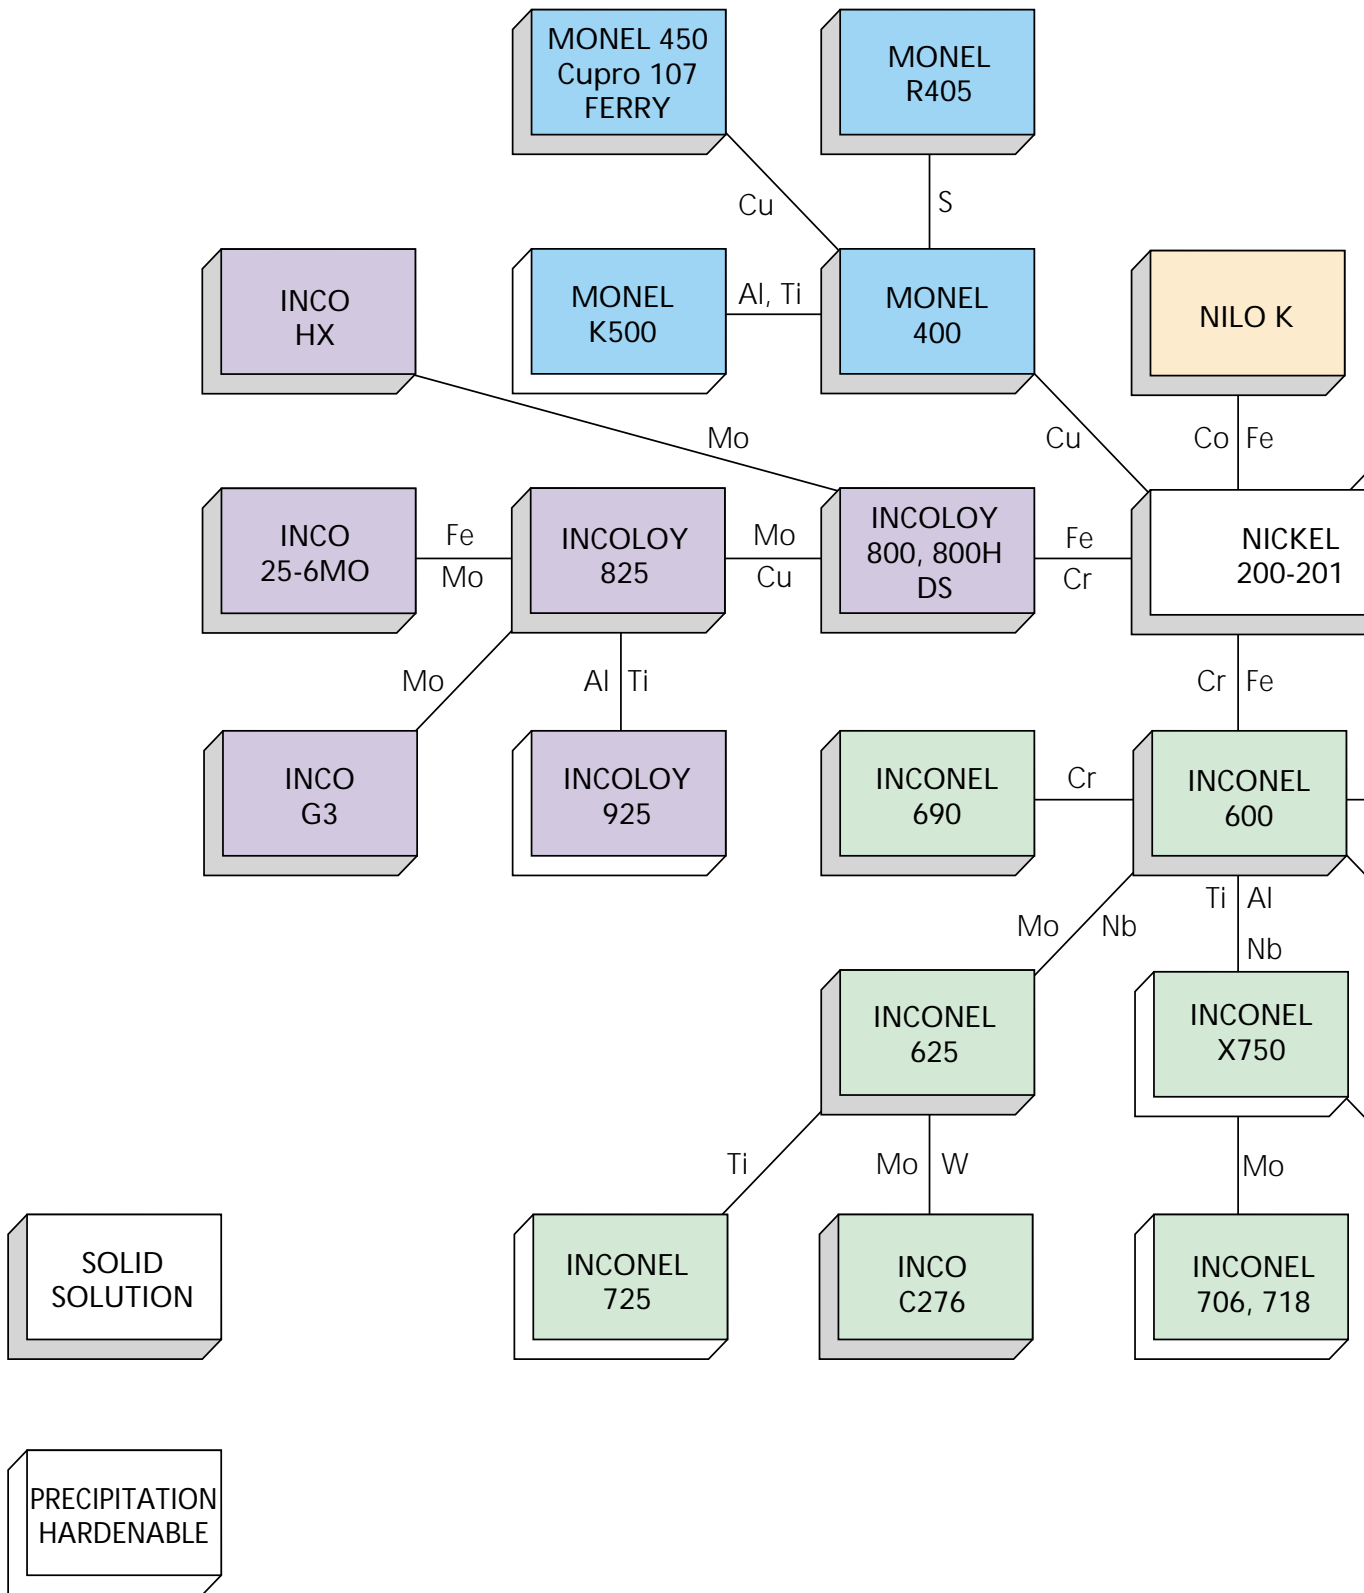 MONEL 450
Cupro 107
FERRY
MONEL
R405
Cu
S
INCO
HX
MONEL
K500
Al, Ti
MONEL
400
NILO K
Mo
Cu
Co Fe
INCO
25-6MO
Fe
Mo
INCOLOY
825
Mo
Cu
INCOLOY
800, 800H
DS
Fe
Cr
NICKEL
200-201
Mo
Al Ti
Cr Fe
INCO
G3
INCOLOY
925
INCONEL
690
Cr
INCONEL
600
Mo Nb
Ti Al
Nb
INCONEL
625
INCONEL
X750
Ti
Mo W
Mo
SOLID
SOLUTION
INCONEL
725
INCO
C276
INCONEL
706, 718
PRECIPITATION
HARDENABLE